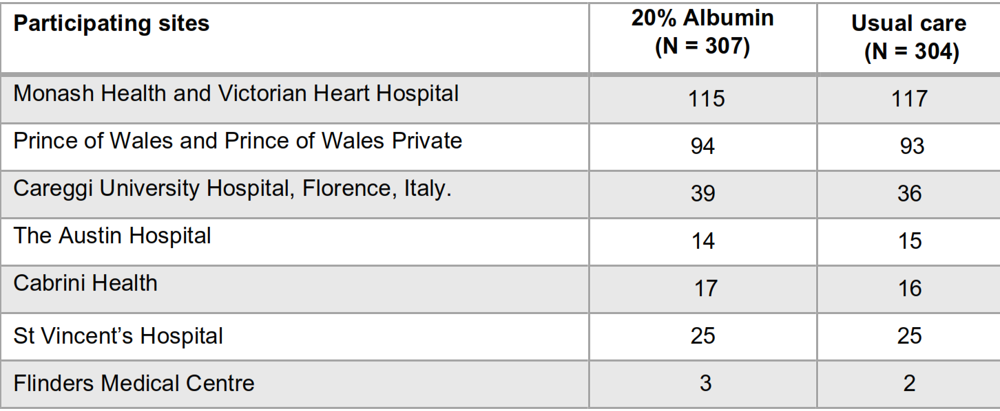 Participating sites 20% Albumin (N = 307) Usual care (N = 304)
Monash Health and Victorian Heart Hospital 115 117
Prince of Wales and Prince of Wales Private 94 93
Careggi University Hospital, Florence, Italy. 39 36
The Austin Hospital 14 15
Cabrini Health 17 16
St Vincent’s Hospital 25 25
Flinders Medical Centre 3 2